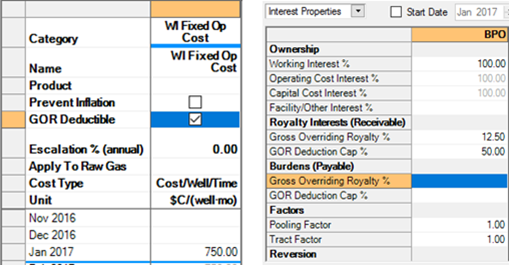 Category WI Fixed Op Cost
Name WI Fixed Op Cost
Product
Prevent Inflation
GOR Deductible
Escalation % (annual) 0.00
Apply To Raw Gas
Cost Type Cost/Well/Time
Unit $C/(well·mo)
Nov 2016
Dec 2016
Jan 2017 750.00
Interest Properties Start Date Jan 2017
BPO
Ownership
Working Interest % 100.00
Operating Cost Interest % 100.00
Capital Cost Interest % 100.00
Facility/Other Interest %
Royalty Interests (Receivable)
Gross Overriding Royalty % 12.50
GOR Deduction Cap % 50.00
Burdens (Payable)
Gross Overriding Royalty %
GOR Deduction Cap %
Factors
Pooling Factor 1.00
Tract Factor 1.00
Reversion